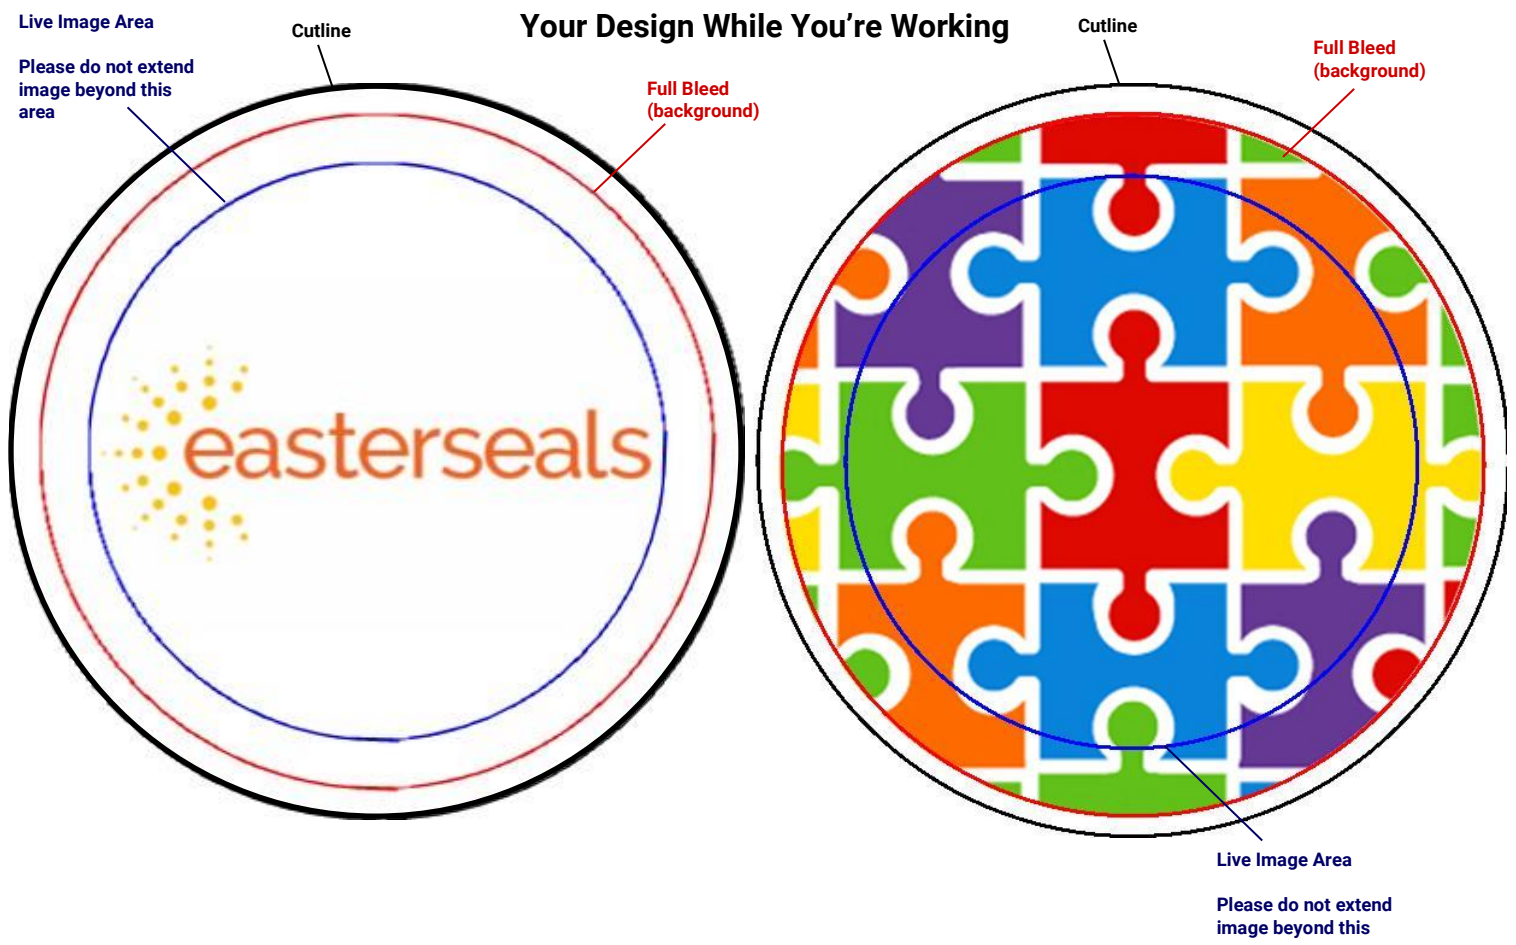 Your Design While You’re Working
Live Image Area
Please do not extend
image beyond this
area
Cutline
Full Bleed
(background)
easterseals
Cutline
Full Bleed
(background)
Live Image Area
Please do not extend
image beyond this